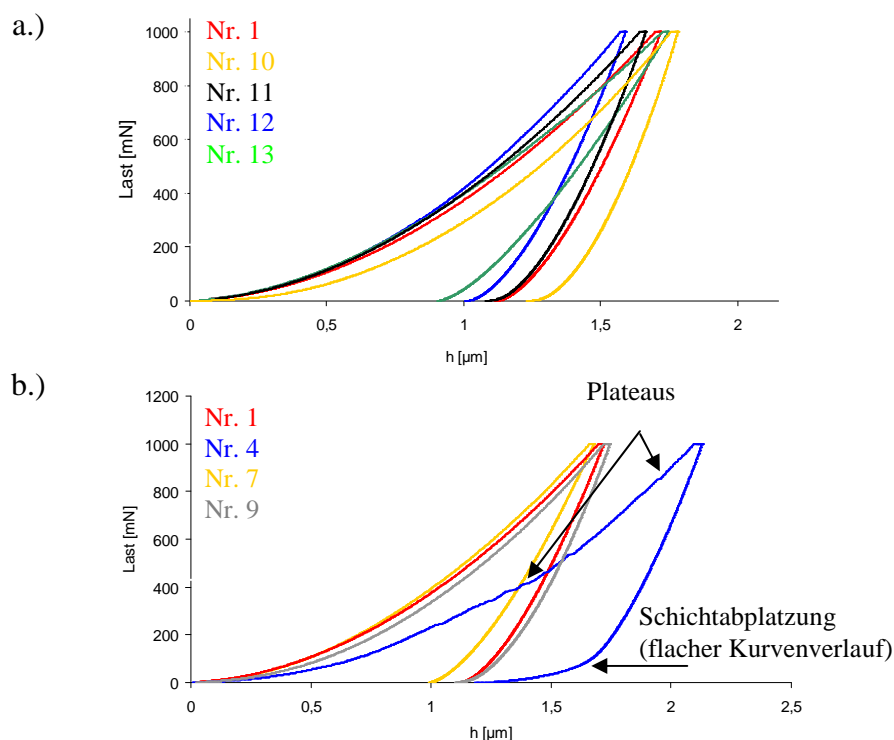 a.)
Nr. 1
Nr. 10
Nr. 11
Nr. 12
Nr. 13
Last [mN]
1000
800
600
400
200
0
0 0,5 1 1,5 2
h [µm]
b.)
Nr. 1
Nr. 4
Nr. 7
Nr. 9
Plateaus
Schichtabplatzung
(flacher Kurvenverlauf)
Last [mN]
1200
1000
800
600
400
200
0
0 0,5 1 1,5 2 2,5
h [µm]